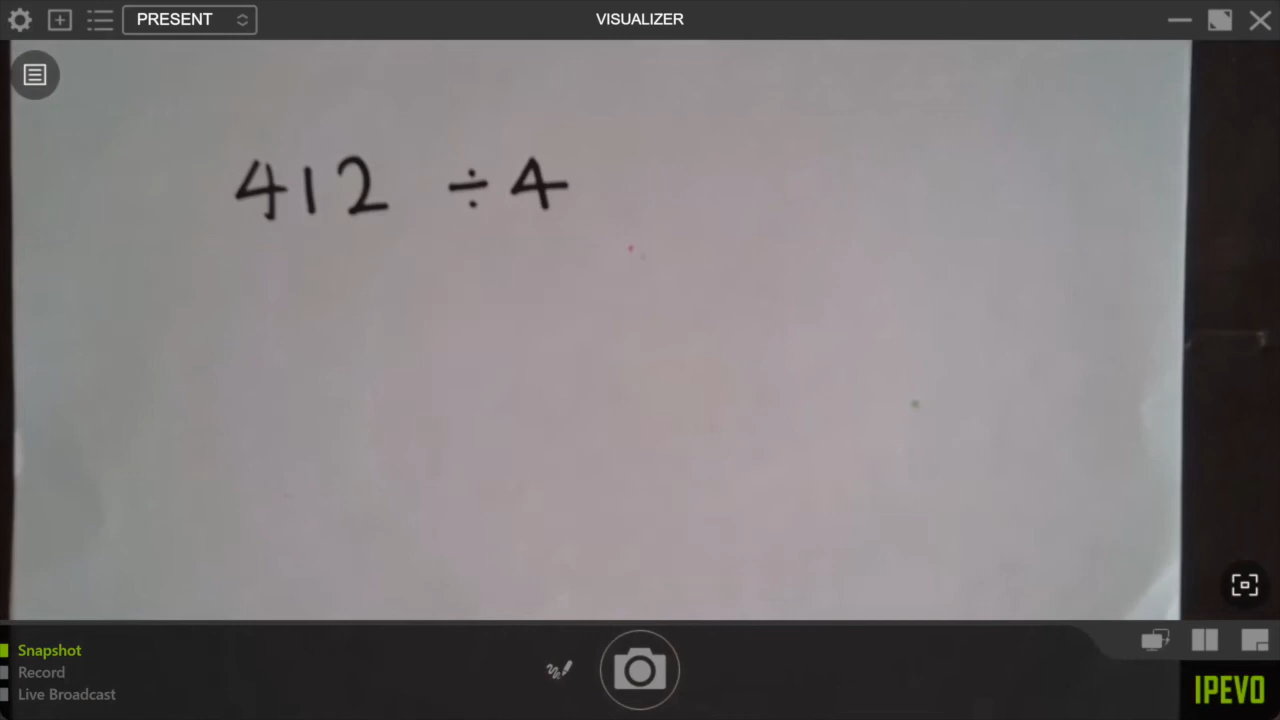 PRESENT
VISUALIZER
412 ÷ 4
Snapshot
Record
Live Broadcast
IPEVO